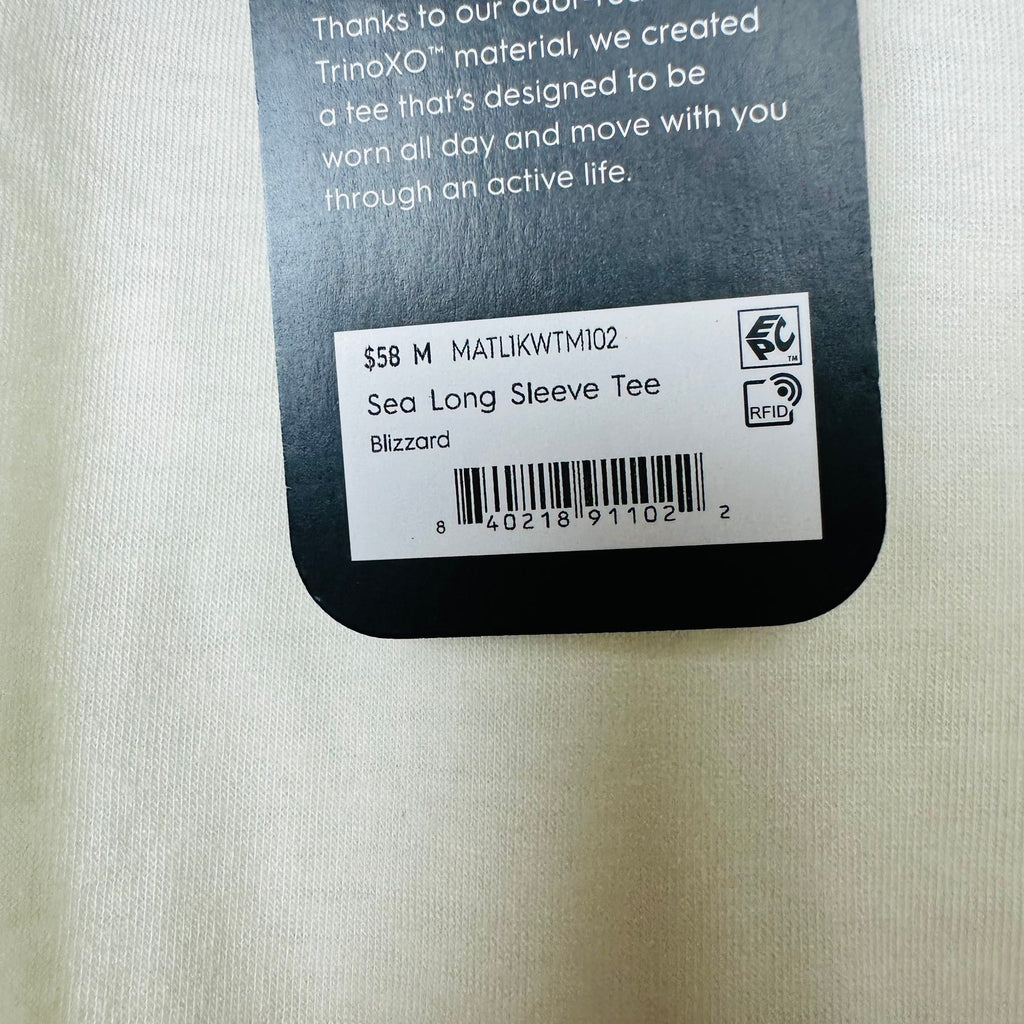 Thanks to our
TrinoXO™ material, we created
a tee that's designed to be
worn all day and move with you
through an active life.
$58 M MATL1KWTM102
EPC™
Sea Long Sleeve Tee
RFID
Blizzard
8 40218 91102 2